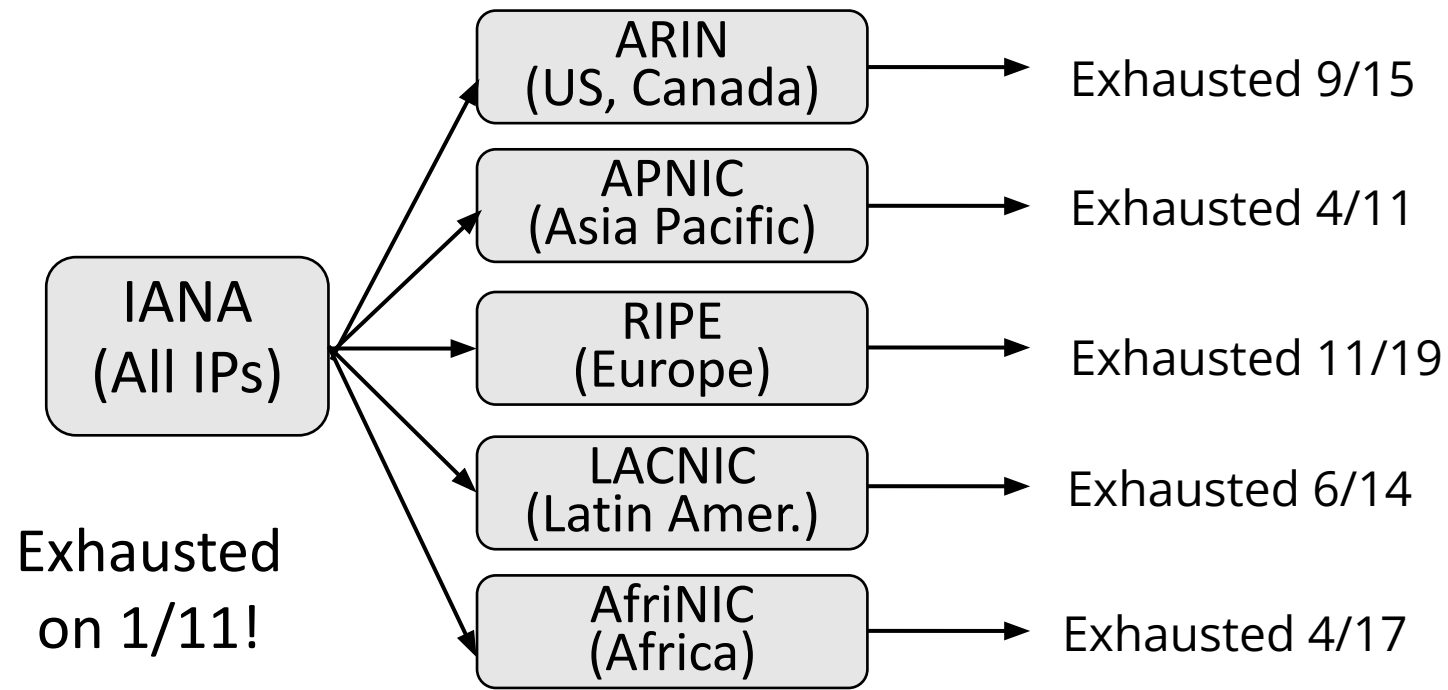 ARIN
(US, Canada)
Exhausted 9/15
APNIC
(Asia Pacific)
Exhausted 4/11
IANA
(All IPs)
RIPE
(Europe)
Exhausted 11/19
LACNIC
(Latin Amer.)
Exhausted 6/14
Exhausted
on 1/11!
AfriNIC
(Africa)
Exhausted 4/17